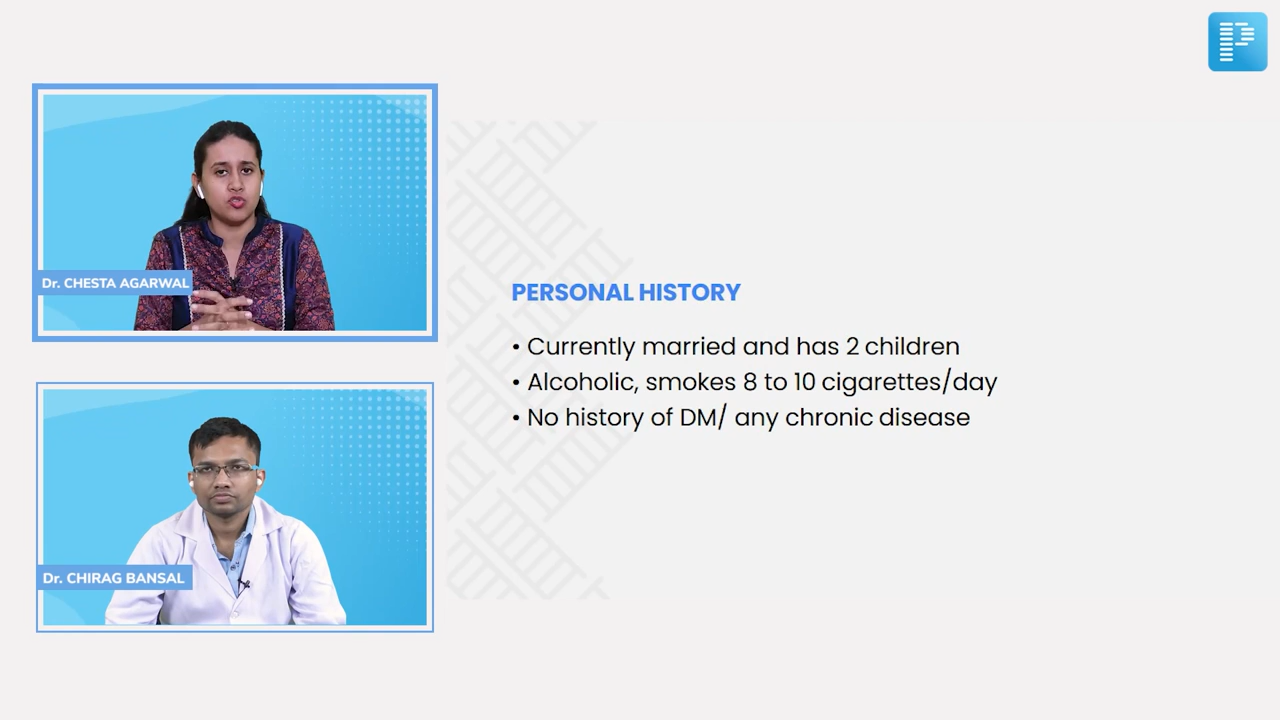 Dr. CHESTA AGARWAL
Dr. CHIRAG BANSAL
PERSONAL HISTORY
• Currently married and has 2 children
• Alcoholic, smokes 8 to 10 cigarettes/day
• No history of DM/ any chronic disease